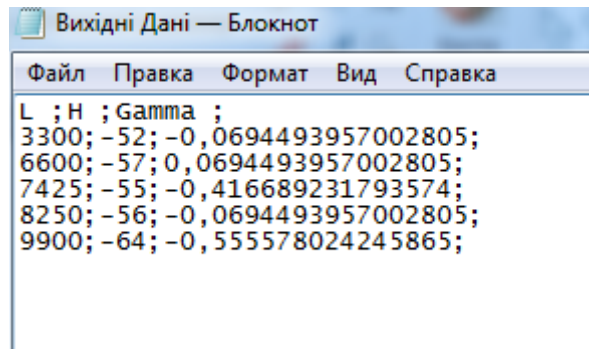 Вихідні Дані — Блокнот
Файл Правка Формат Вид Справка
L ;H ;Gamma ;
3300;-52;-0,0694493957002805;
6600;-57;0,0694493957002805;
7425;-55;-0,416689231793574;
8250;-56;-0,0694493957002805;
9900;-64;-0,555578024245865;